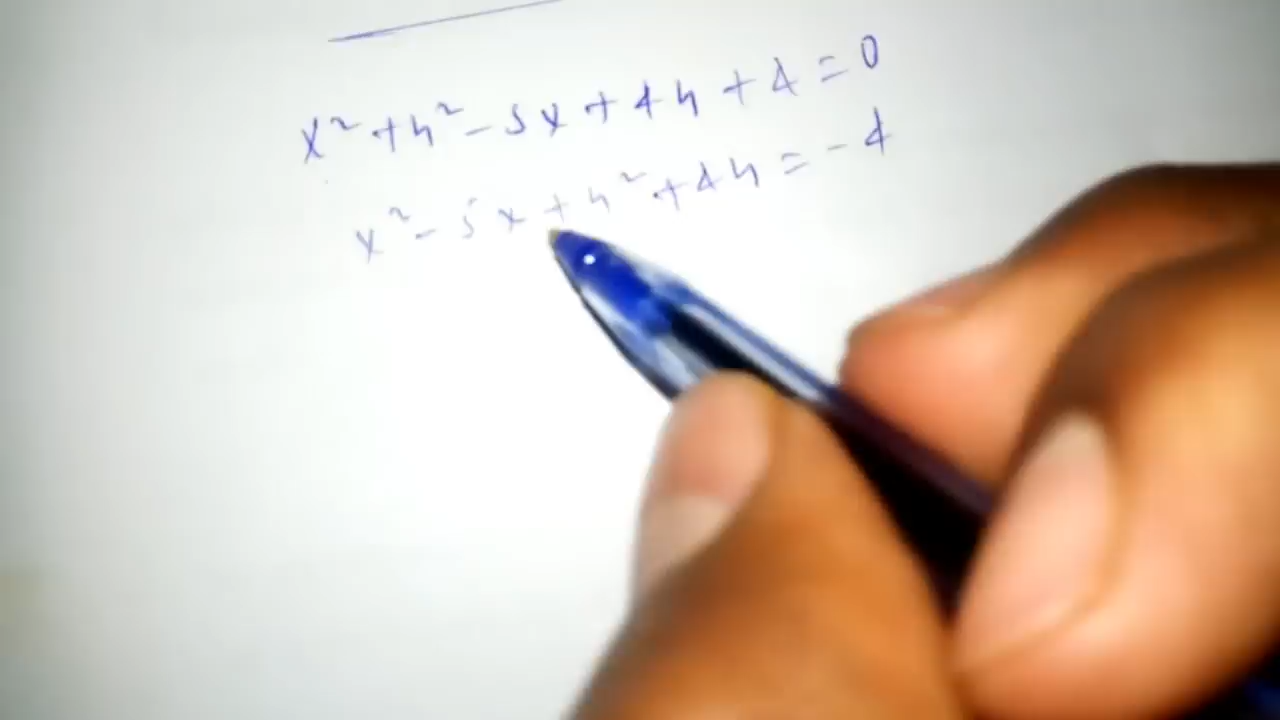 x² + y² - 5x + 4y + 4 = 0
x² - 5x + y² + 4y = -4